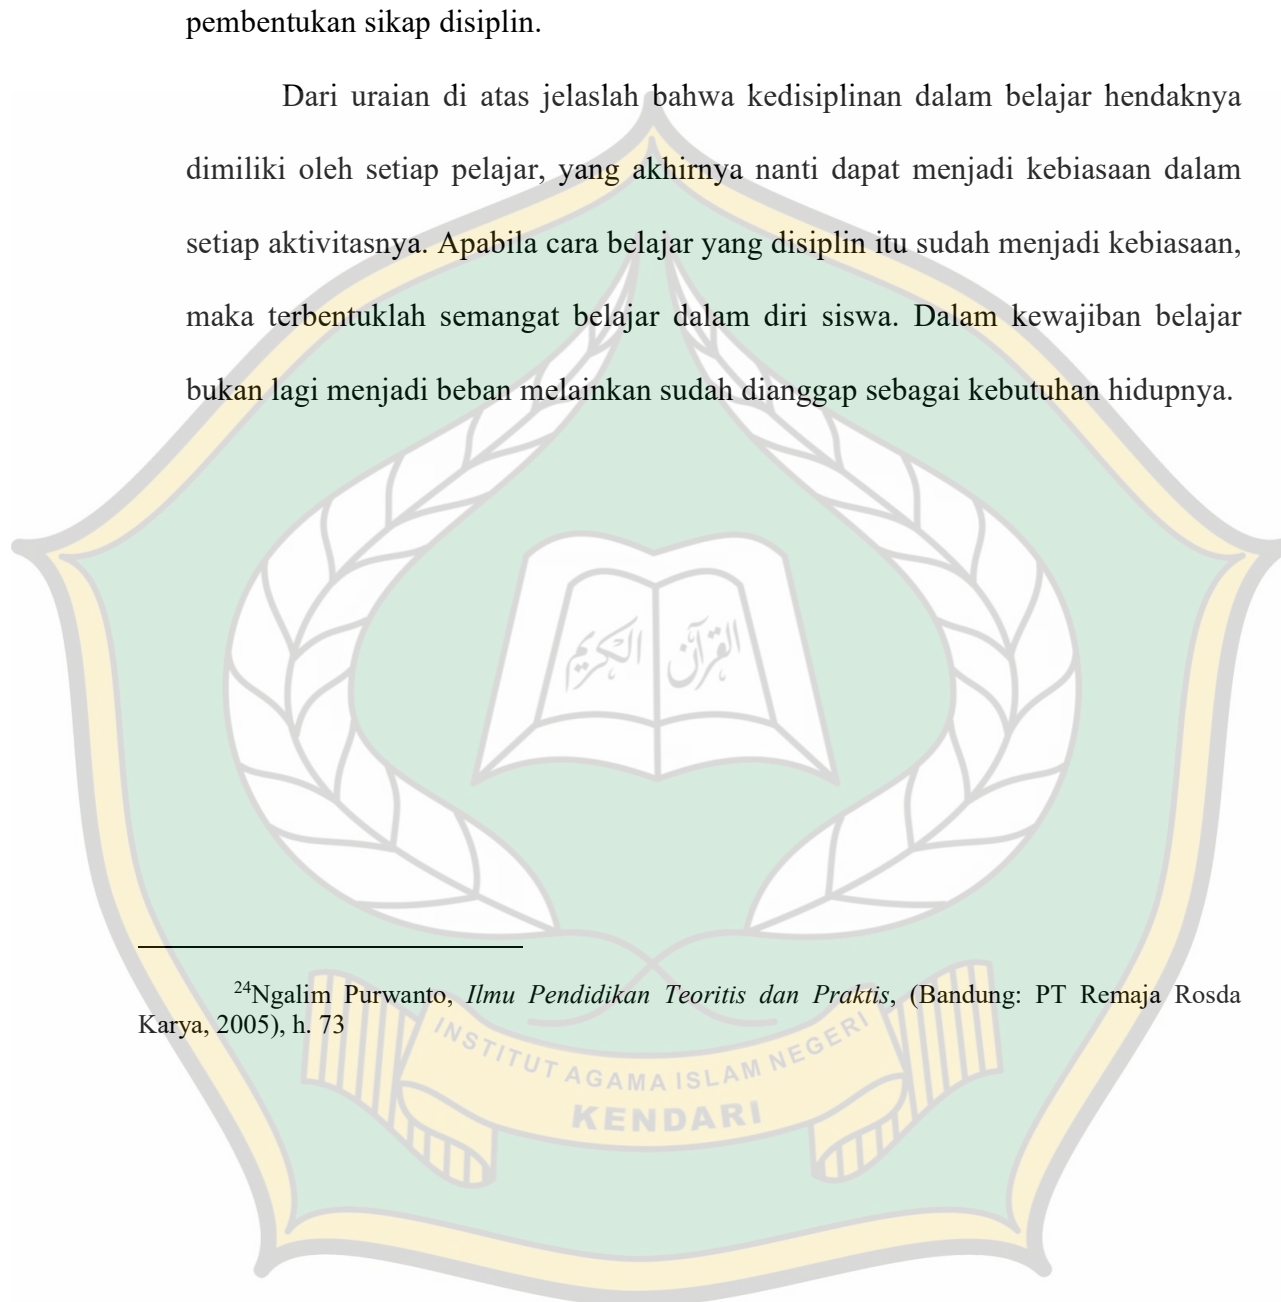 pembentukan sikap disiplin.
Dari uraian di atas jelaslah bahwa kedisiplinan dalam belajar hendaknya
dimiliki oleh setiap pelajar, yang akhirnya nanti dapat menjadi kebiasaan dalam
setiap aktivitasnya. Apabila cara belajar yang disiplin itu sudah menjadi kebiasaan,
maka terbentuklah semangat belajar dalam diri siswa. Dalam kewajiban belajar
bukan lagi menjadi beban melainkan sudah dianggap sebagai kebutuhan hidupnya.
القرآن الكريم
24Ngalim Purwanto, Ilmu Pendidikan Teoritis dan Praktis, (Bandung: PT Remaja Rosda
Karya, 2005), h. 73
INSTITUT AGAMA ISLAM NEGERI
KENDARI